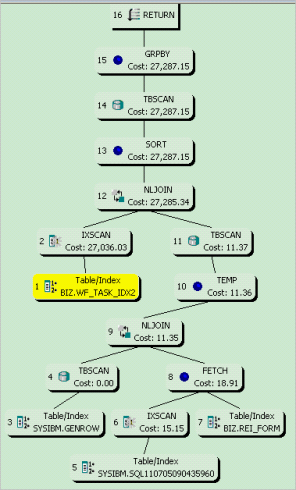 16 RETURN
15 GRPBY
Cost: 27,287.15
14 TBSCAN
Cost: 27,287.15
13 SORT
Cost: 27,287.15
12 NLJOIN
Cost: 27,285.34
2 IXSCAN
Cost: 27,036.03
11 TBSCAN
Cost: 11.37
1 Table/Index
BIZ.WF_TASK_IDX2
10 TEMP
Cost: 11.36
9 NLJOIN
Cost: 11.35
4 TBSCAN
Cost: 0.00
8 FETCH
Cost: 18.91
3 Table/Index
SYSIBM.GENROW
6 IXSCAN
Cost: 15.15
7 Table/Index
BIZ.REI_FORM
5 Table/Index
SYSIBM.SQL110705090435960